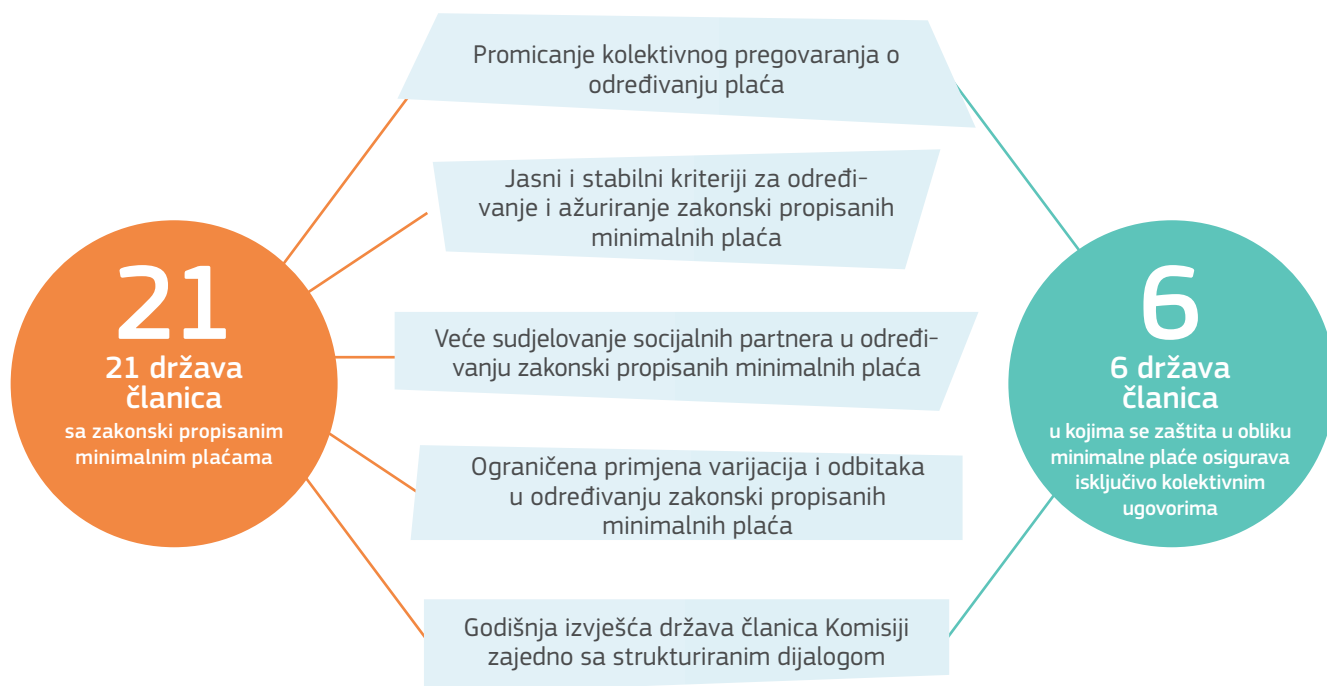 Promicanje kolektivnog pregovaranja o
određivanju plaća
Jasni i stabilni kriteriji za određi-
vanje i ažuriranje zakonski propisanih
minimalnih plaća
21
21 država
članica
sa zakonski propisanim
minimalnim plaćama
Veće sudjelovanje socijalnih partnera u određi-
vanju zakonski propisanih minimalnih plaća
6
6 država
članica
u kojima se zaštita u obliku
minimalne plaće osigurava
isključivo kolektivnim
ugovorima
Ograničena primjena varijacija i odbitaka
u određivanju zakonski propisanih
minimalnih plaća
Godišnja izvješća država članica Komisiji
zajedno sa strukturiranim dijalogom